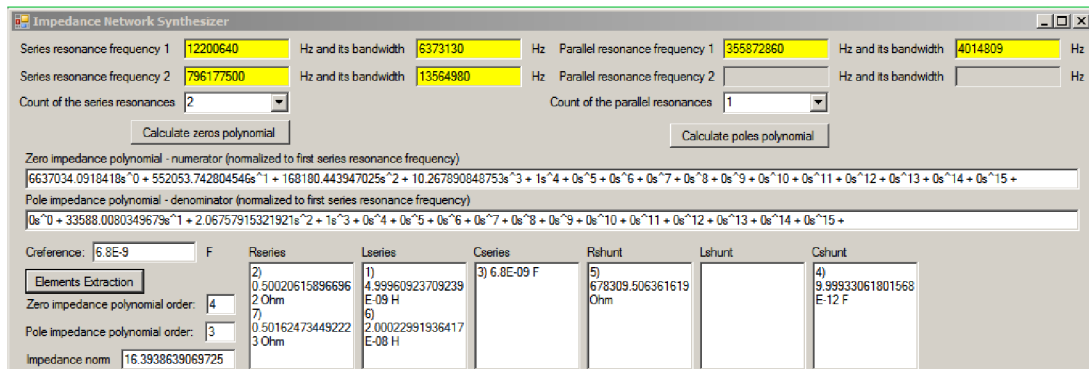 Impedance Network Synthesizer
Series resonance frequency 1 12200640 Hz and its bandwidth 6373130 Hz Parallel resonance frequency 1 355872860 Hz and its bandwidth 4014809 Hz
Series resonance frequency 2 796177500 Hz and its bandwidth 13564980 Hz Parallel resonance frequency 2 Hz and its bandwidth Hz
Count of the series resonances 2 Count of the parallel resonances 1
Calculate zeros polynomial Calculate poles polynomial
Zero impedance polynomial - numerator (normalized to first series resonance frequency)
6637034.0918418s^0 + 552053.742804546s^1 + 168180.443947025s^2 + 10.267890848753s^3 + 1s^4 + 0s^5 + 0s^6 + 0s^7 + 0s^8 + 0s^9 + 0s^10 + 0s^11 + 0s^12 + 0s^13 + 0s^14 + 0s^15 +
Pole impedance polynomial - denominator (normalized to first series resonance frequency)
0s^0 + 33588.0080349679s^1 + 2.06757915321921s^2 + 1s^3 + 0s^4 + 0s^5 + 0s^6 + 0s^7 + 0s^8 + 0s^9 + 0s^10 + 0s^11 + 0s^12 + 0s^13 + 0s^14 + 0s^15 +
Creference: 6.8E-9 F Rseries Lseries Cseries Rshunt Lshunt Cshunt
Elements Extraction
Zero impedance polynomial order: 4
Pole impedance polynomial order: 3
Impedance norm 16.3938639069725
2)
0.50020615896696
2 Ohm
7)
0.50162473449222
3 Ohm
1)
4.99960923709239
E-09 H
6)
2.00022991936417
E-08 H
3) 6.8E-09 F
5)
678309.506361619
Ohm
4)
9.99933061801568
E-12 F